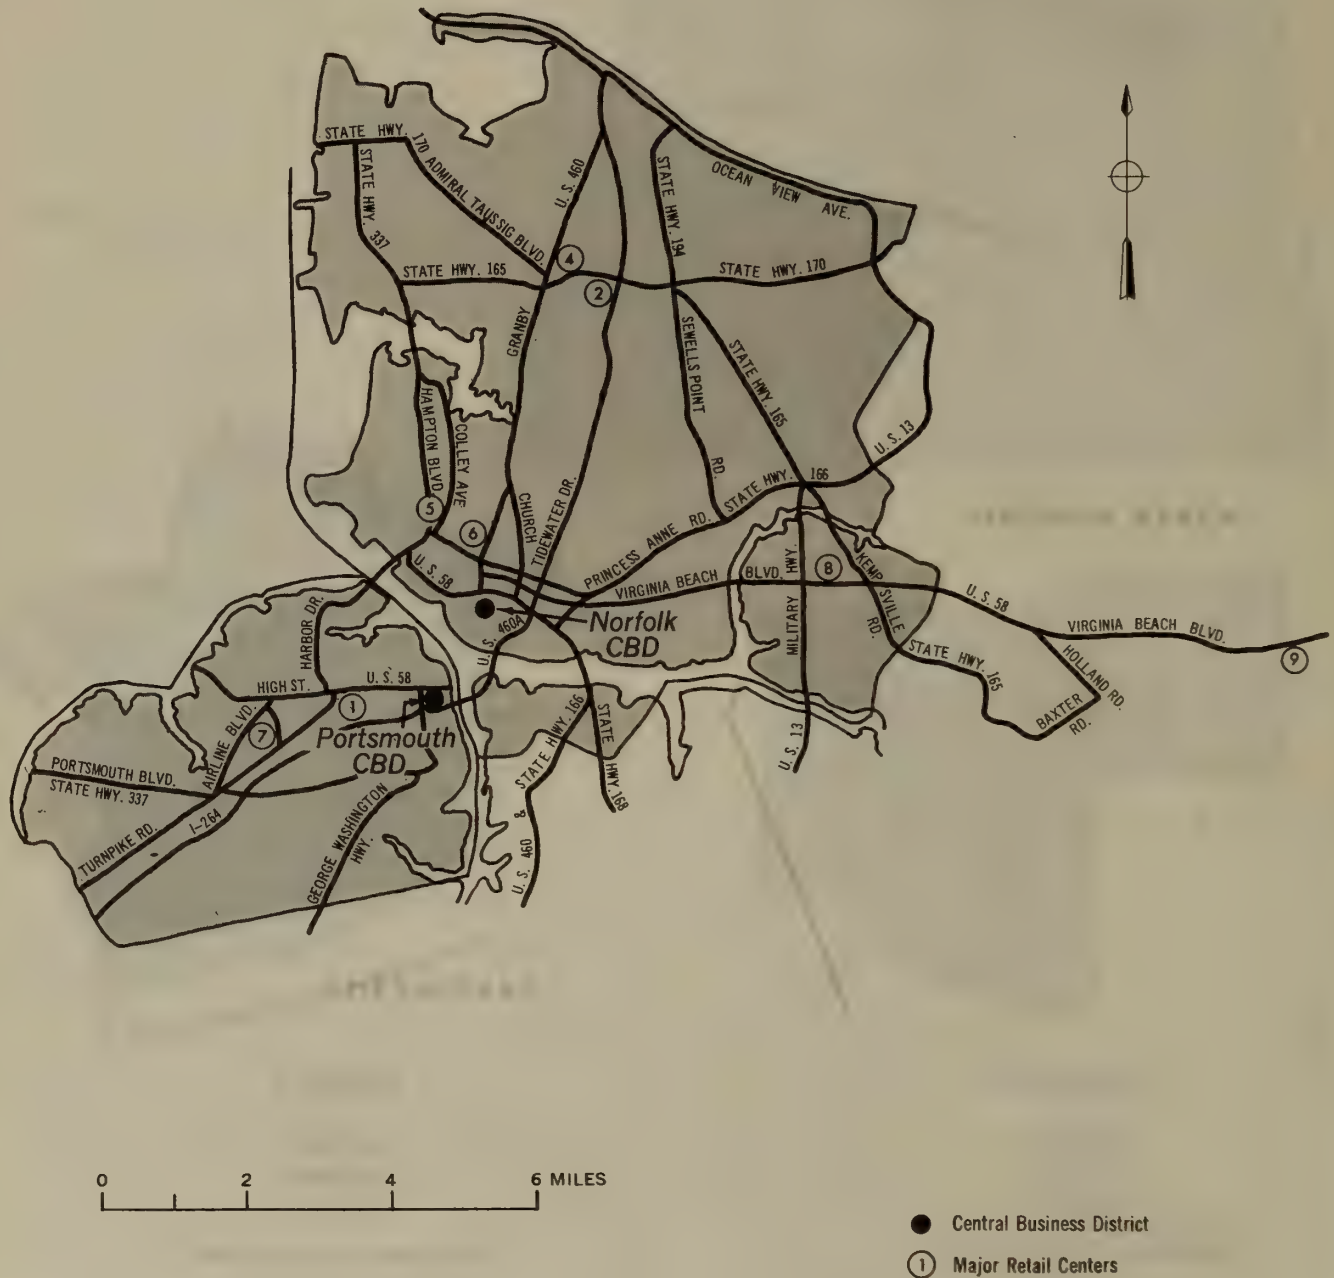 STATE HWY. 170 ADMIRAL TAUSSIG BLVD.
STATE HWY. 337
U.S. 460
STATE HWY. 194
OCEAN VIEW AVE.
STATE HWY. 165
4
2
STATE HWY. 170
GRANBY
SEWELLS POINT RD.
STATE HWY. 165
HAMPTON BLVD.
COLLEY AVE
U.S. 13
5
6
CHURCH
TIDEWATER DR.
STATE HWY. 166
PRINCESS ANNE RD.
U.S. 58
VIRGINIA BEACH BLVD.
MILITARY HWY.
8
KEMPSVILLE RD.
U.S. 58
VIRGINIA BEACH BLVD.
9
Norfolk
CBD
U.S. 460A
HARBOR DR.
HIGH ST.
U.S. 58
1
STATE HWY. 165
HOLLAND RD.
BAXTER RD.
AIRLINE BLVD.
7
Portsmouth
CBD
STATE HWY. 168
U.S. 13
PORTSMOUTH BLVD.
STATE HWY. 337
TURNPIKE RD.
I-264
GEORGE WASHINGTON HWY.
U.S. 460 & STATE HWY. 166
0 2 4 6 MILES
Central Business District
1 Major Retail Centers